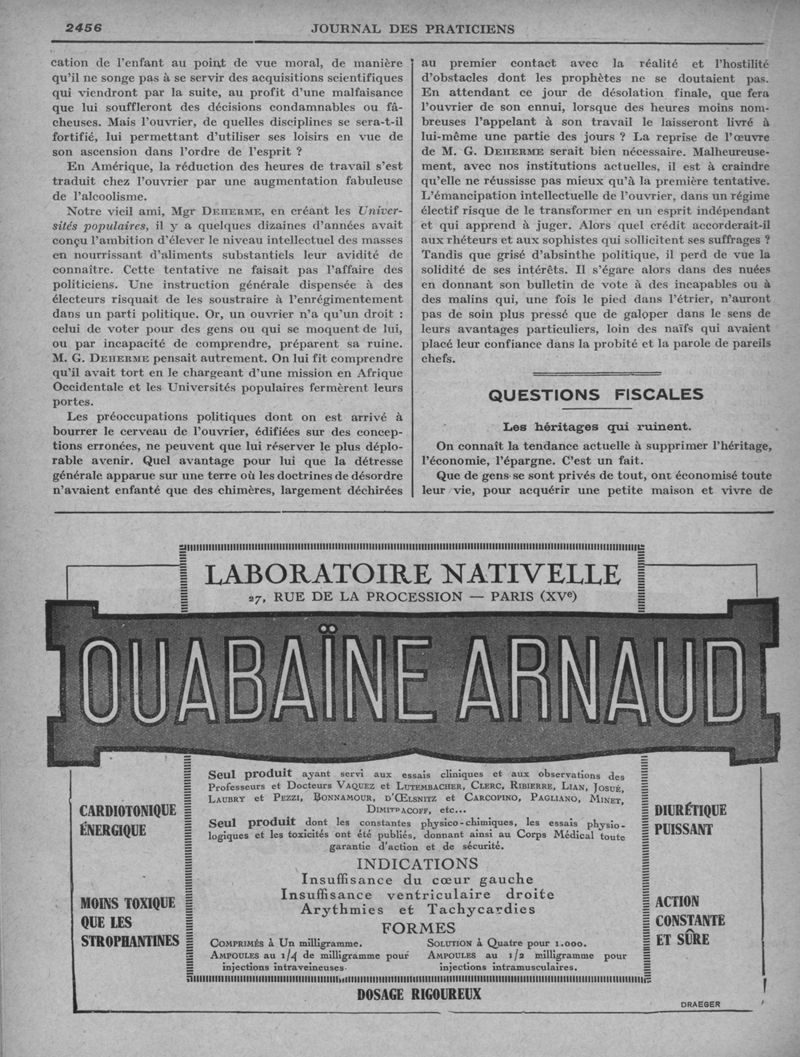 2456
JOURNAL DES PRATICIENS
cation de l'enfant au point de vue moral, de manière
qu'il ne songe pas à se servir des acquisitions scientifiques
qui viendront par la suite, au profit d'une malfaisance
que lui souffleront des décisions condamnables ou fâ-
cheuses. Mais l'ouvrier, de quelles disciplines se sera-t-il
fortifié, lui permettant d'utiliser ses loisirs en vue de
son ascension dans l'ordre de l'esprit ?
En Amérique, la réduction des heures de travail s'est
traduit chez l'ouvrier par une augmentation fabuleuse
de l'alcoolisme.
Notre vieil ami, Mgr DEHERME, en créant les Univer-
sités populaires, il y a quelques dizaines d'années avait
conçu l'ambition d'élever le niveau intellectuel des masses
en nourrissant d'aliments substantiels leur avidité de
connaître. Cette tentative ne faisait pas l'affaire des
politiciens. Une instruction générale dispensée à des
électeurs risquait de les soustraire à l'enrégimentement
dans un parti politique. Or, un ouvrier n'a qu'un droit :
celui de voter pour des gens ou qui se moquent de lui,
ou par incapacité de comprendre, préparent sa ruine.
M. G. DEHERME pensait autrement. On lui fit comprendre
qu'il avait tort en le chargeant d'une mission en Afrique
Occidentale et les Universités populaires fermèrent leurs
portes.
Les préoccupations politiques dont on est arrivé à
bourrer le cerveau de l'ouvrier, édifiées sur des concep-
tions erronées, ne peuvent que lui réserver le plus déplo-
rable avenir. Quel avantage pour lui que la détresse
générale apparue sur une terre où les doctrines de désordre
n'avaient enfanté que des chimères, largement déchirées
au premier contact avec la réalité et l'hostilité
d'obstacles dont les prophètes ne se doutaient pas.
En attendant ce jour de désolation finale, que fera
l'ouvrier de son ennui, lorsque des heures moins nom-
breuses l'appelant à son travail le laisseront livré à
lui-même une partie des jours ? La reprise de l'œuvre
de M. G. DEHERME serait bien nécessaire. Malheureuse-
ment, avec nos institutions actuelles, il est à craindre
qu'elle ne réussisse pas mieux qu'à la première tentative.
L'émancipation intellectuelle de l'ouvrier, dans un régime
électif risque de le transformer en un esprit indépendant
et qui apprend à juger. Alors quel crédit accorderait-il
aux rhéteurs et aux sophistes qui sollicitent ses suffrages ?
Tandis que grisé d'absinthe politique, il perd de vue la
solidité de ses intérêts. Il s'égare alors dans des nuées
en donnant son bulletin de vote à des incapables ou à
des malins qui, une fois le pied dans l'étrier, n'auront
pas de soin plus pressé que de galoper dans le sens de
leurs avantages particuliers, loin des naïfs qui avaient
placé leur confiance dans la probité et la parole de pareils
chefs.
QUESTIONS FISCALES
Les héritages qui ruinent.
On connaît la tendance actuelle à supprimer l'héritage,
l'économie, l'épargne. C'est un fait.
Que de gens se sont privés de tout, ont économisé toute
leur vie, pour acquérir une petite maison et vivre de
LABORATOIRE NATIVELLE
27, RUE DE LA PROCESSION — PARIS (XVe)
OUABAÏNE ARNAUD
CARDIOTONIQUE
ÉNERGIQUE
MOINS TOXIQUE
QUE LES
STROPHANTINES
Seul produit ayant servi aux essais cliniques et aux observations des
Professeurs et Docteurs VAQUEZ et LUTEMBACHER, CLERC, RIBIERRE, LIAN, JOSUÉ,
LAUBRY et PEZZI, BONNAMOUR, D'ŒLSNITZ et CARCOPINO, PAGLIANO, MINET,
DIMITRACOFF, etc...
Seul produit dont les constantes physico-chimiques, les essais physio-
logiques et les toxicités ont été publiés, donnant ainsi au Corps Médical toute
garantie d'action et de sécurité.
INDICATIONS
Insuffisance du cœur gauche
Insuffisance ventriculaire droite
Arythmies et Tachycardies
FORMES
COMPRIMÉS à Un milligramme.
AMPOULES au 1/4 de milligramme pour
injections intraveineuses.
SOLUTION à Quatre pour 1.000.
AMPOULES au 1/2 milligramme pour
injections intramusculaires.
DIURÉTIQUE
PUISSANT
ACTION
CONSTANTE
ET SÛRE
DOSAGE RIGOUREUX
DRAEGER